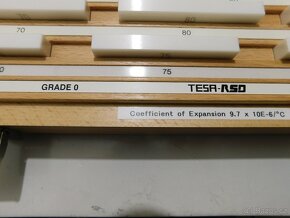 70
80
75
GRADE 0 TESA-RSD
Coefficient of Expansion 9.7 x 10E-6/°C